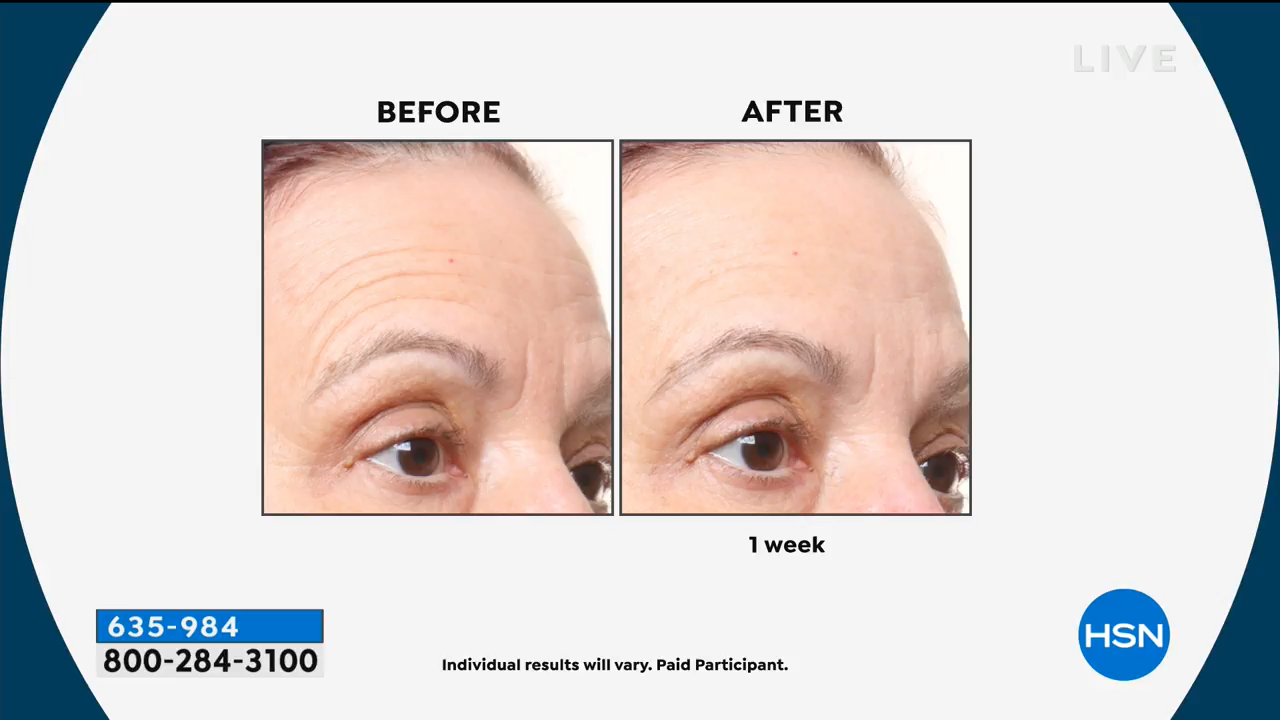 LIVE
BEFORE
AFTER
1 week
635-984
800-284-3100
HSN
Individual results will vary. Paid Participant.